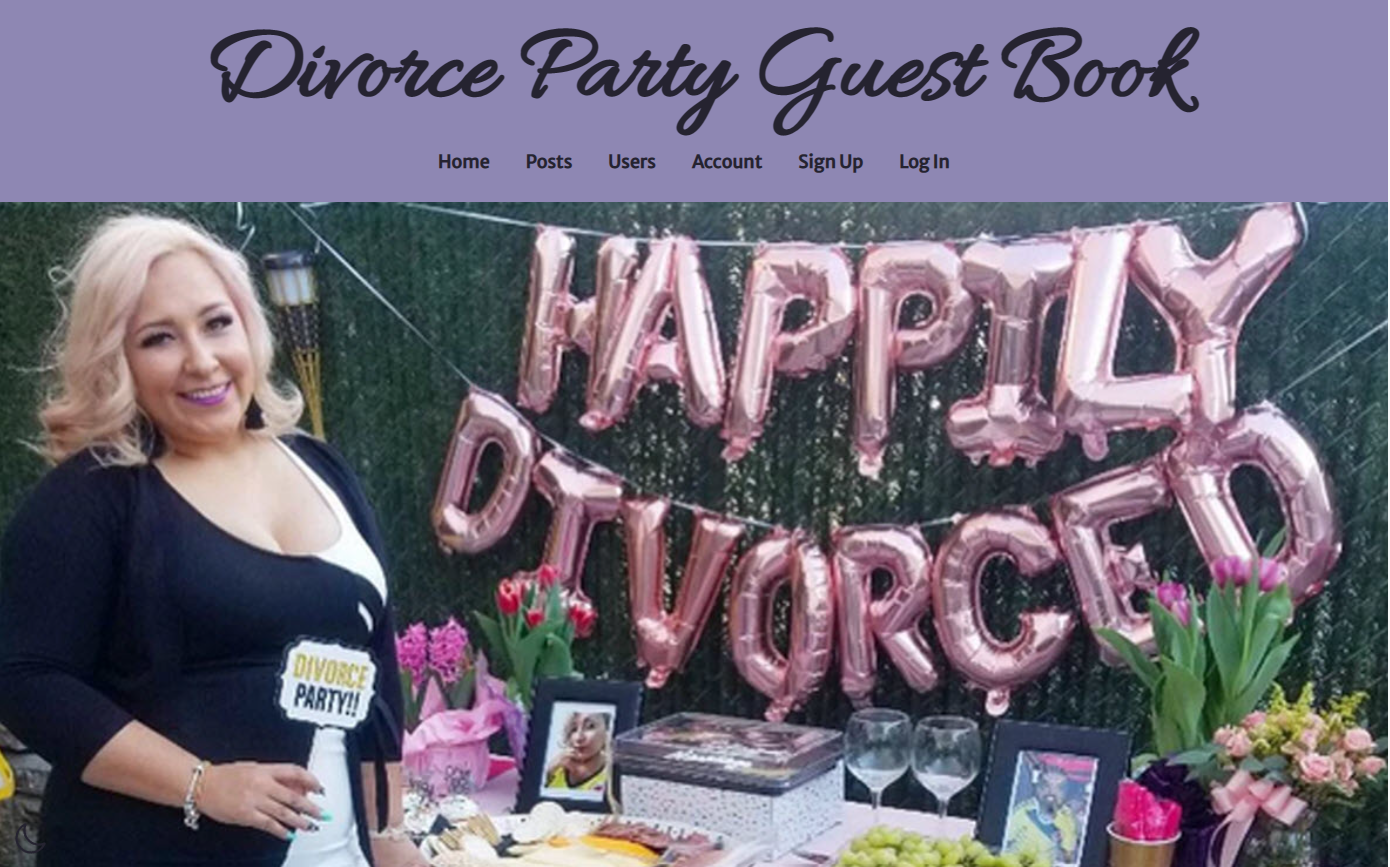 Divorce Party Guest Book
Home Posts Users Account Sign Up Log In
HAPPILY
DIVORCED
DIVORCE
PARTY!!